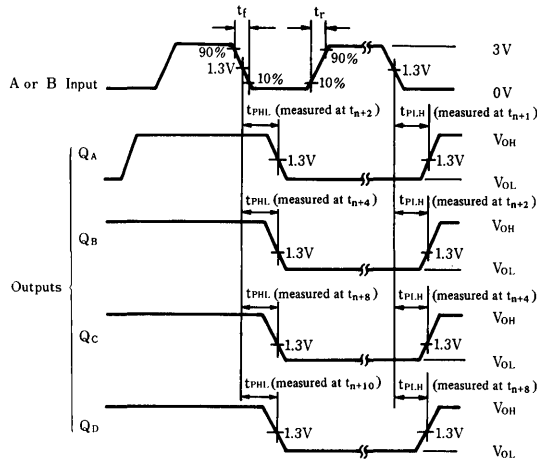 tf tr
90% 90% 3V
1.3V 1.3V
A or B Input 10% 10% 0V
tPHL (measured at tn+2) tPLH (measured at tn+1)
QA 1.3V 1.3V VOH
VOL
tPHL (measured at tn+4) tPLH (measured at tn+2)
QB 1.3V 1.3V VOH
VOL
Outputs
tPHL (measured at tn+8) tPLH (measured at tn+4)
QC 1.3V 1.3V VOH
VOL
tPHL (measured at tn+10) tPLH (measured at tn+8)
QD 1.3V 1.3V VOH
VOL